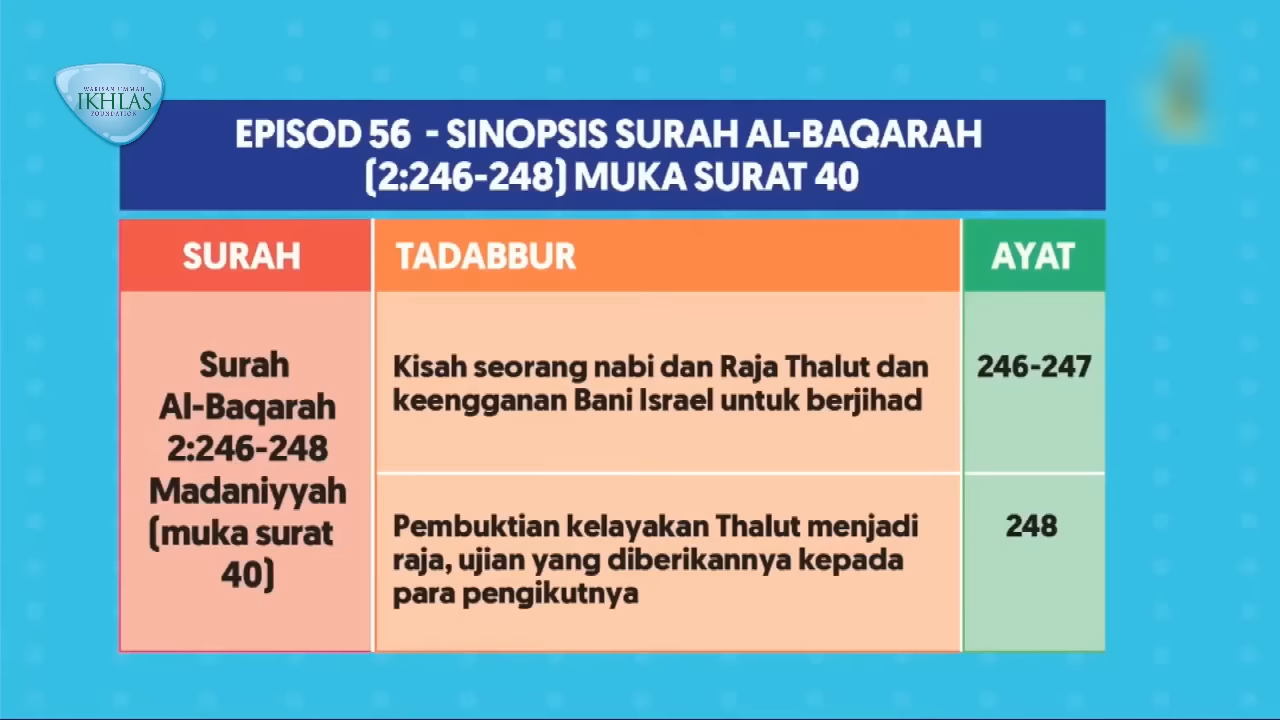 WARISAN UMMAH
IKHLAS
FOUNDATION
EPISOD 56 - SINOPSIS SURAH AL-BAQARAH
(2:246-248) MUKA SURAT 40
SURAH
TADABBUR
AYAT
Surah
Al-Baqarah
2:246-248
Madaniyyah
(muka surat
40)
Kisah seorang nabi dan Raja Thalut dan
keengganan Bani Israel untuk berjihad
246-247
Pembuktian kelayakan Thalut menjadi
raja, ujian yang diberikannya kepada
para pengikutnya
248